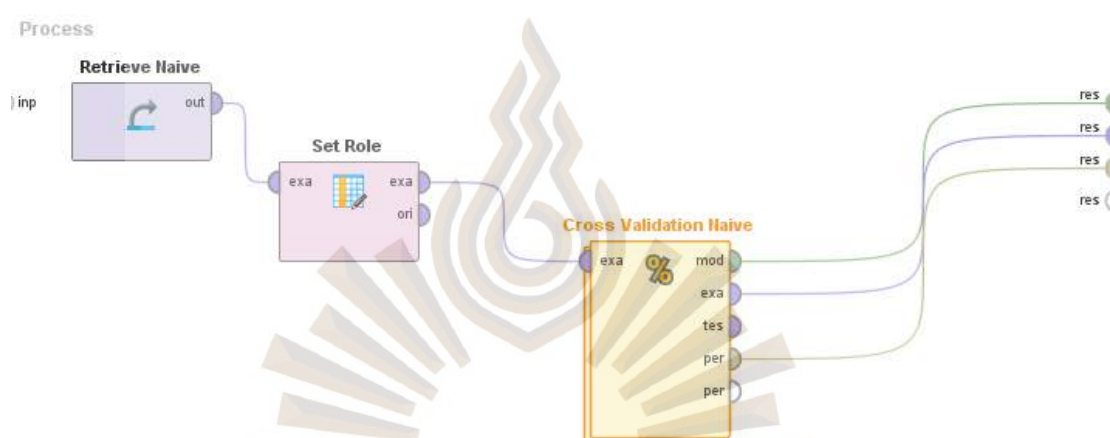 Process
Retrieve Naive
inp
out
res
res
res
res
Set Role
exa
exa
ori
Cross Validation Naive
exa
%
mod
exa
tes
per
per